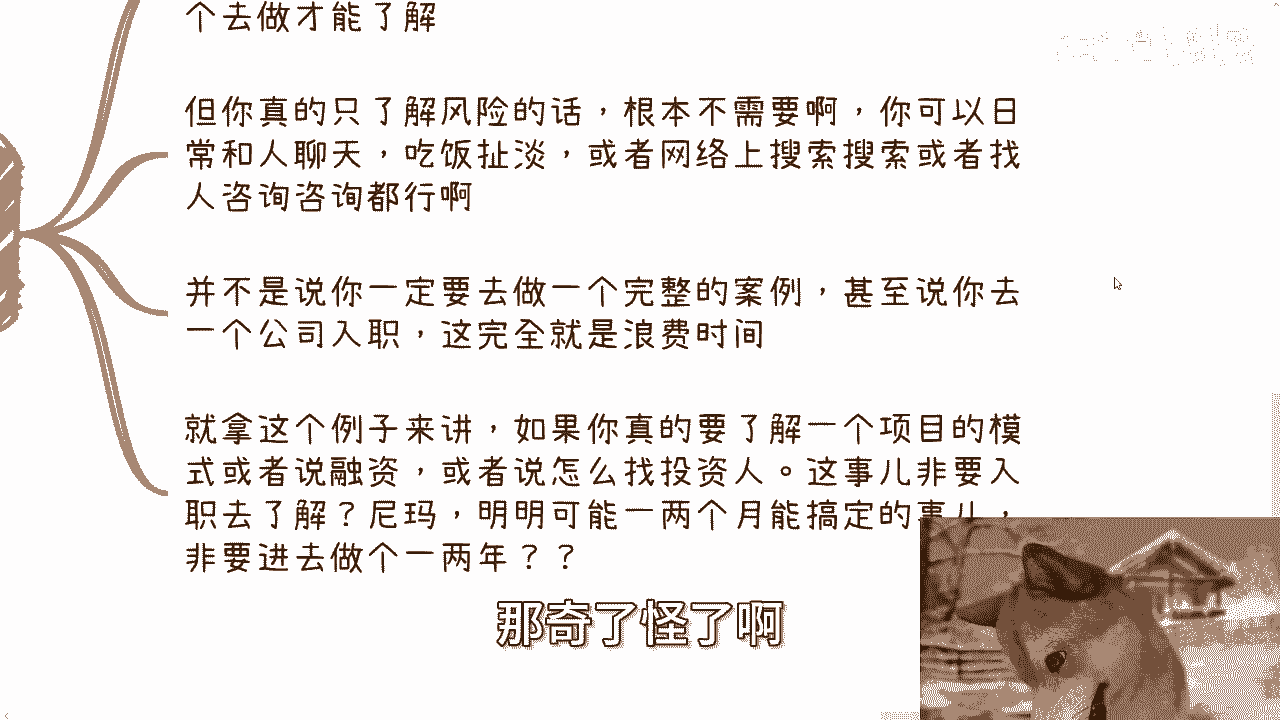 个去做才能了解
但你真的只了解风险的话，根本不需要啊，你可以日
常和人聊天，吃饭扯淡，或者网络上搜索搜索或者找
人咨询咨询都行啊
并不是说你一定要去做一个完整的案例，甚至说你去
一个公司入职，这完全就是浪费时间
就拿这个例子来讲，如果你真的要了解一个项目的模
式或者说融资，或者说怎么找投资人。这事儿非要入
职去了解？尼玛，明明可能一两个月能搞定的事儿，
非要进去做个一两年？？
那奇了怪了啊